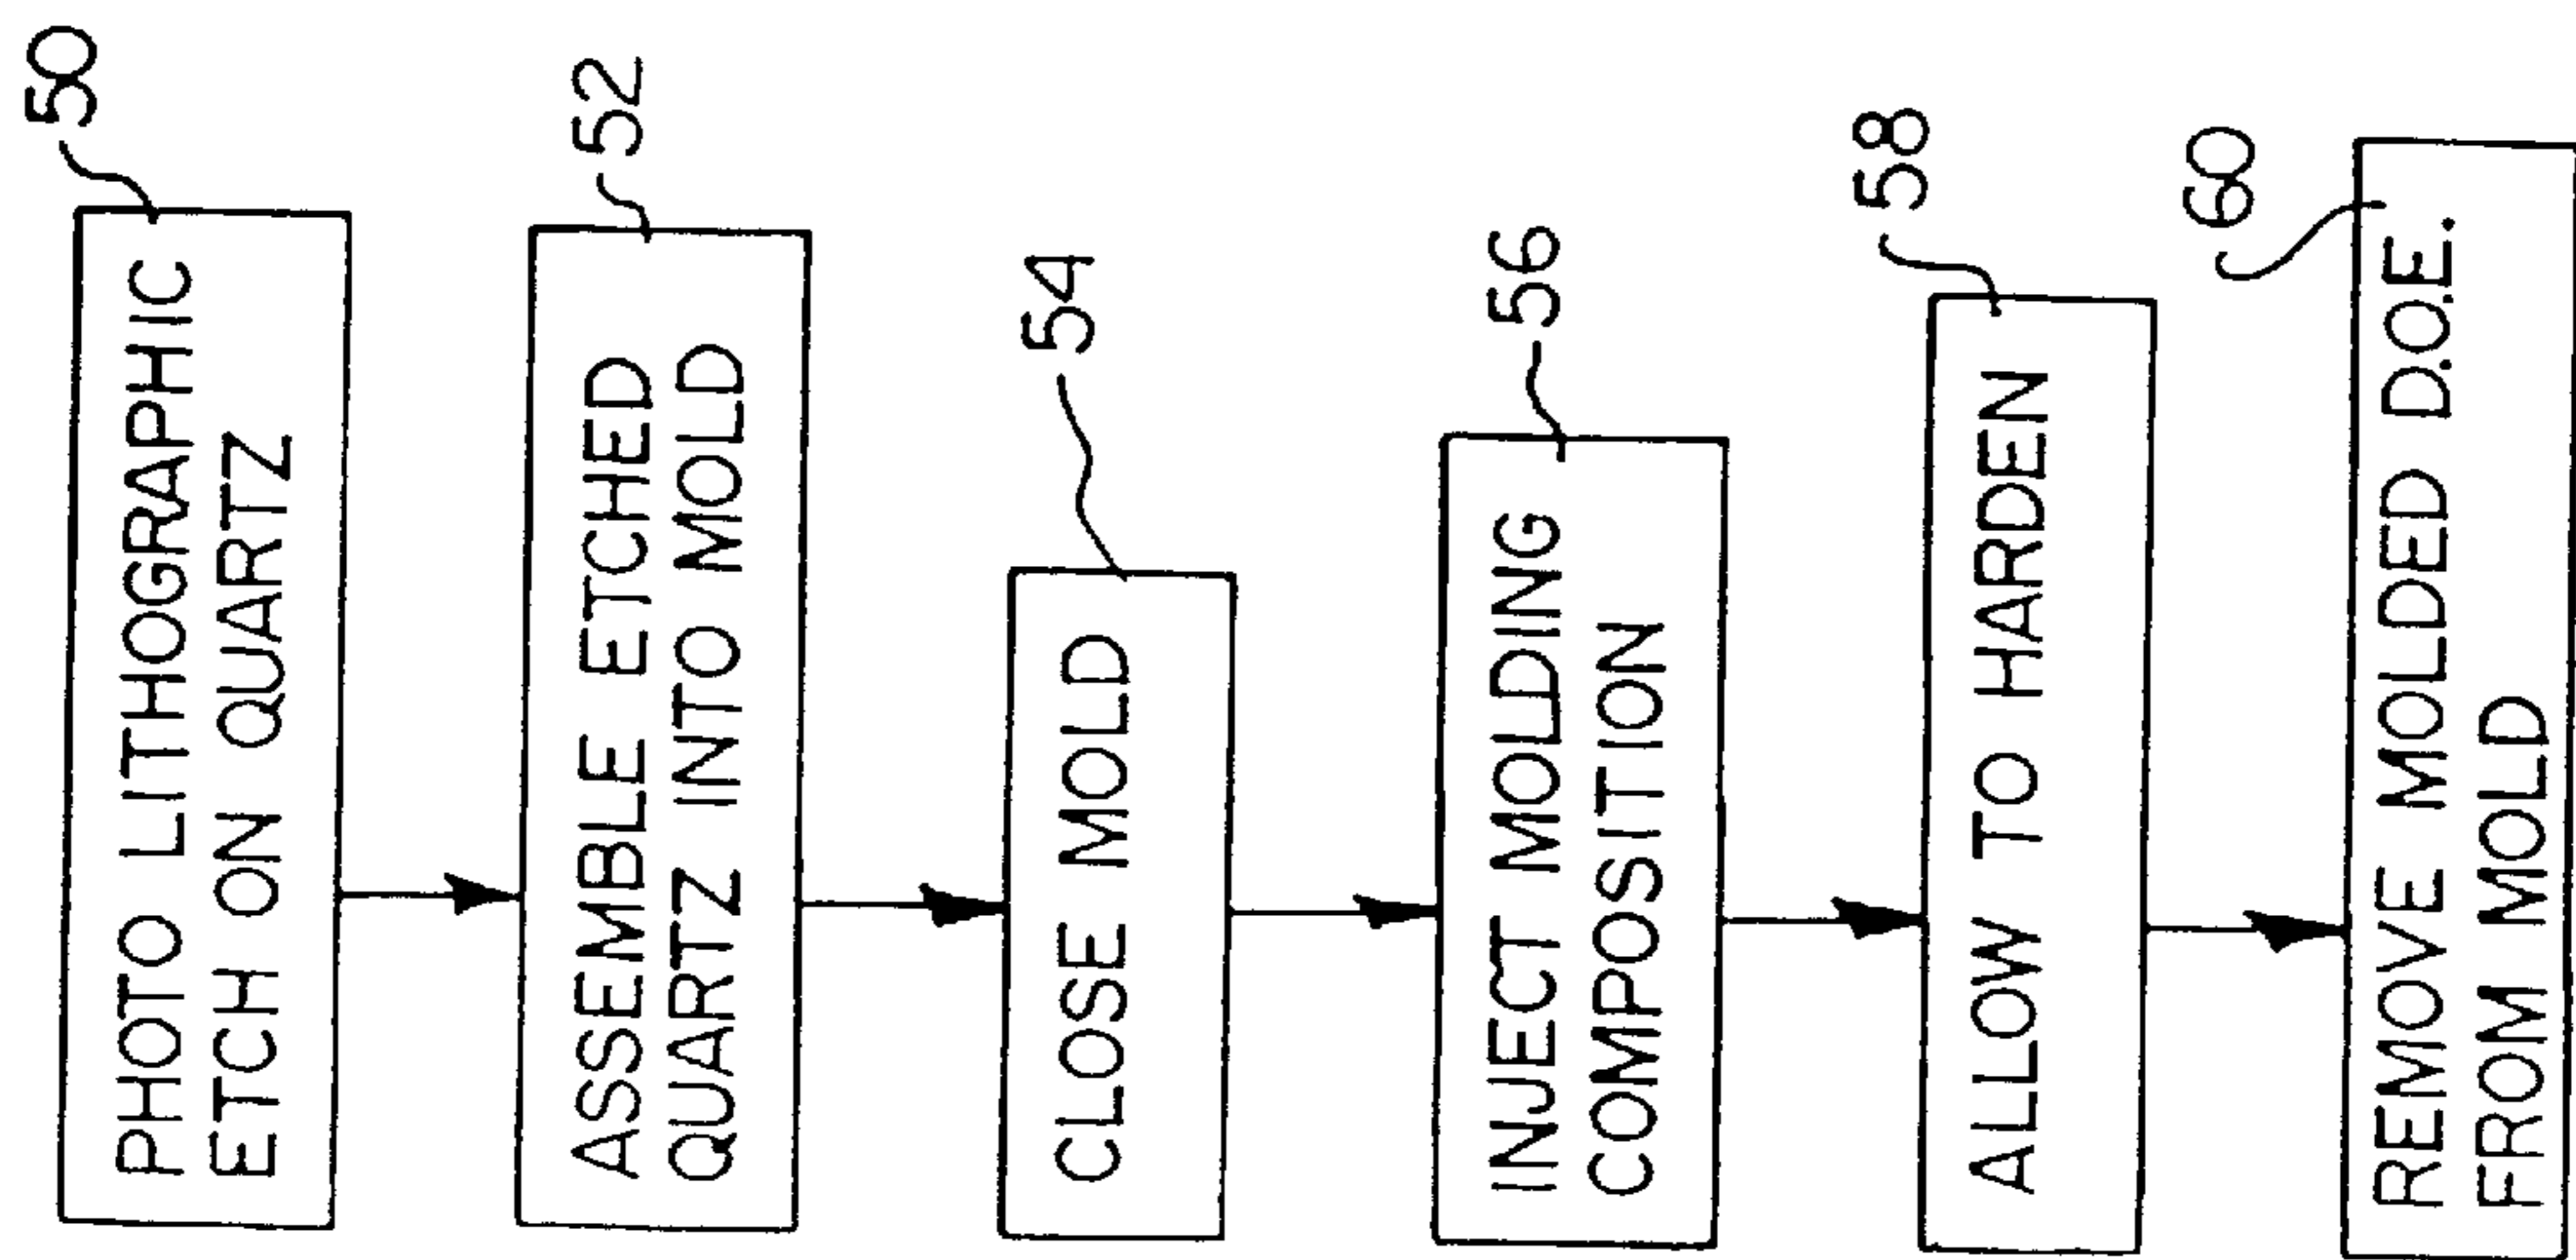 50
PHOTO LITHOGRAPHIC
ETCH ON QUARTZ
52
ASSEMBLE ETCHED
QUARTZ INTO MOLD
54
CLOSE MOLD
56
INJECT MOLDING
COMPOSITION
58
ALLOW TO HARDEN
60
REMOVE MOLDED D.O.E.
FROM MOLD